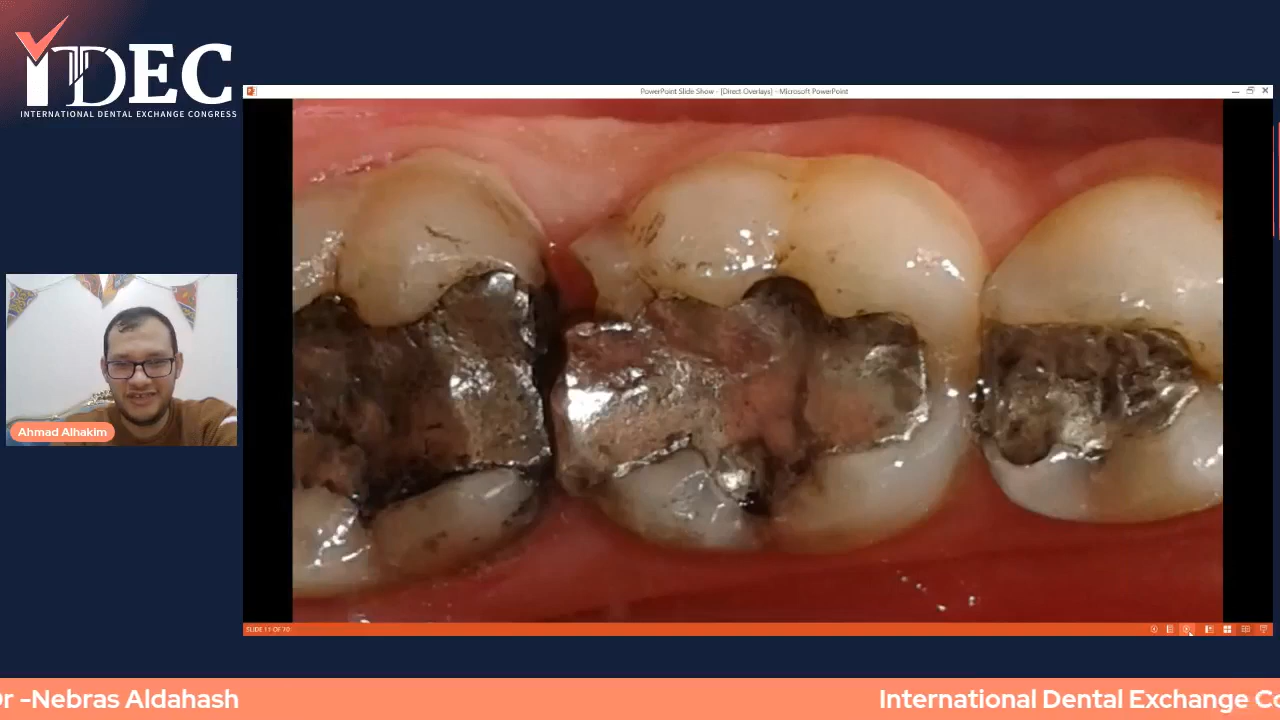 IDEC
INTERNATIONAL DENTAL EXCHANGE CONGRESS
PowerPoint Slide Show - [Direct Overlays] - Microsoft PowerPoint
Ahmad Alhakim
SLIDE 11 OF 70
Dr -Nebras Aldahash
International Dental Exchange Co